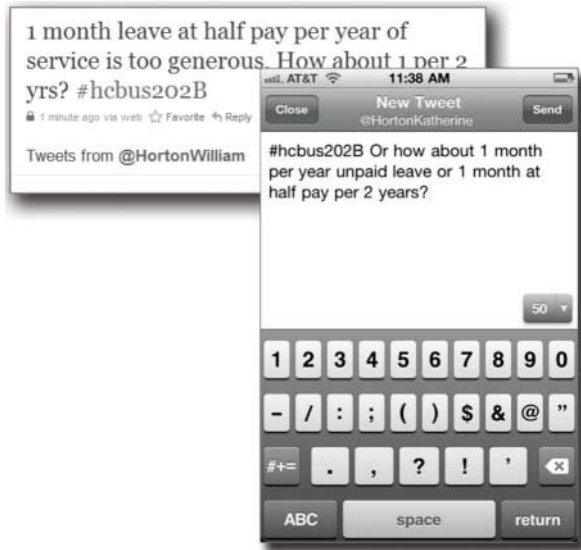 1 month leave at half pay per year of
service is too generous. How about 1 per 2
yrs? #hcbus202B
1 minute ago via web Favorite Reply
Tweets from @HortonWilliam
AT&T 11:38 AM
Close New Tweet Send
@HortonKatherine
#hcbus202B Or how about 1 month
per year unpaid leave or 1 month at
half pay per 2 years?
50
1 2 3 4 5 6 7 8 9 0
- / : ; ( ) $ & @ ”
#+= . , ? ! ’
ABC space return